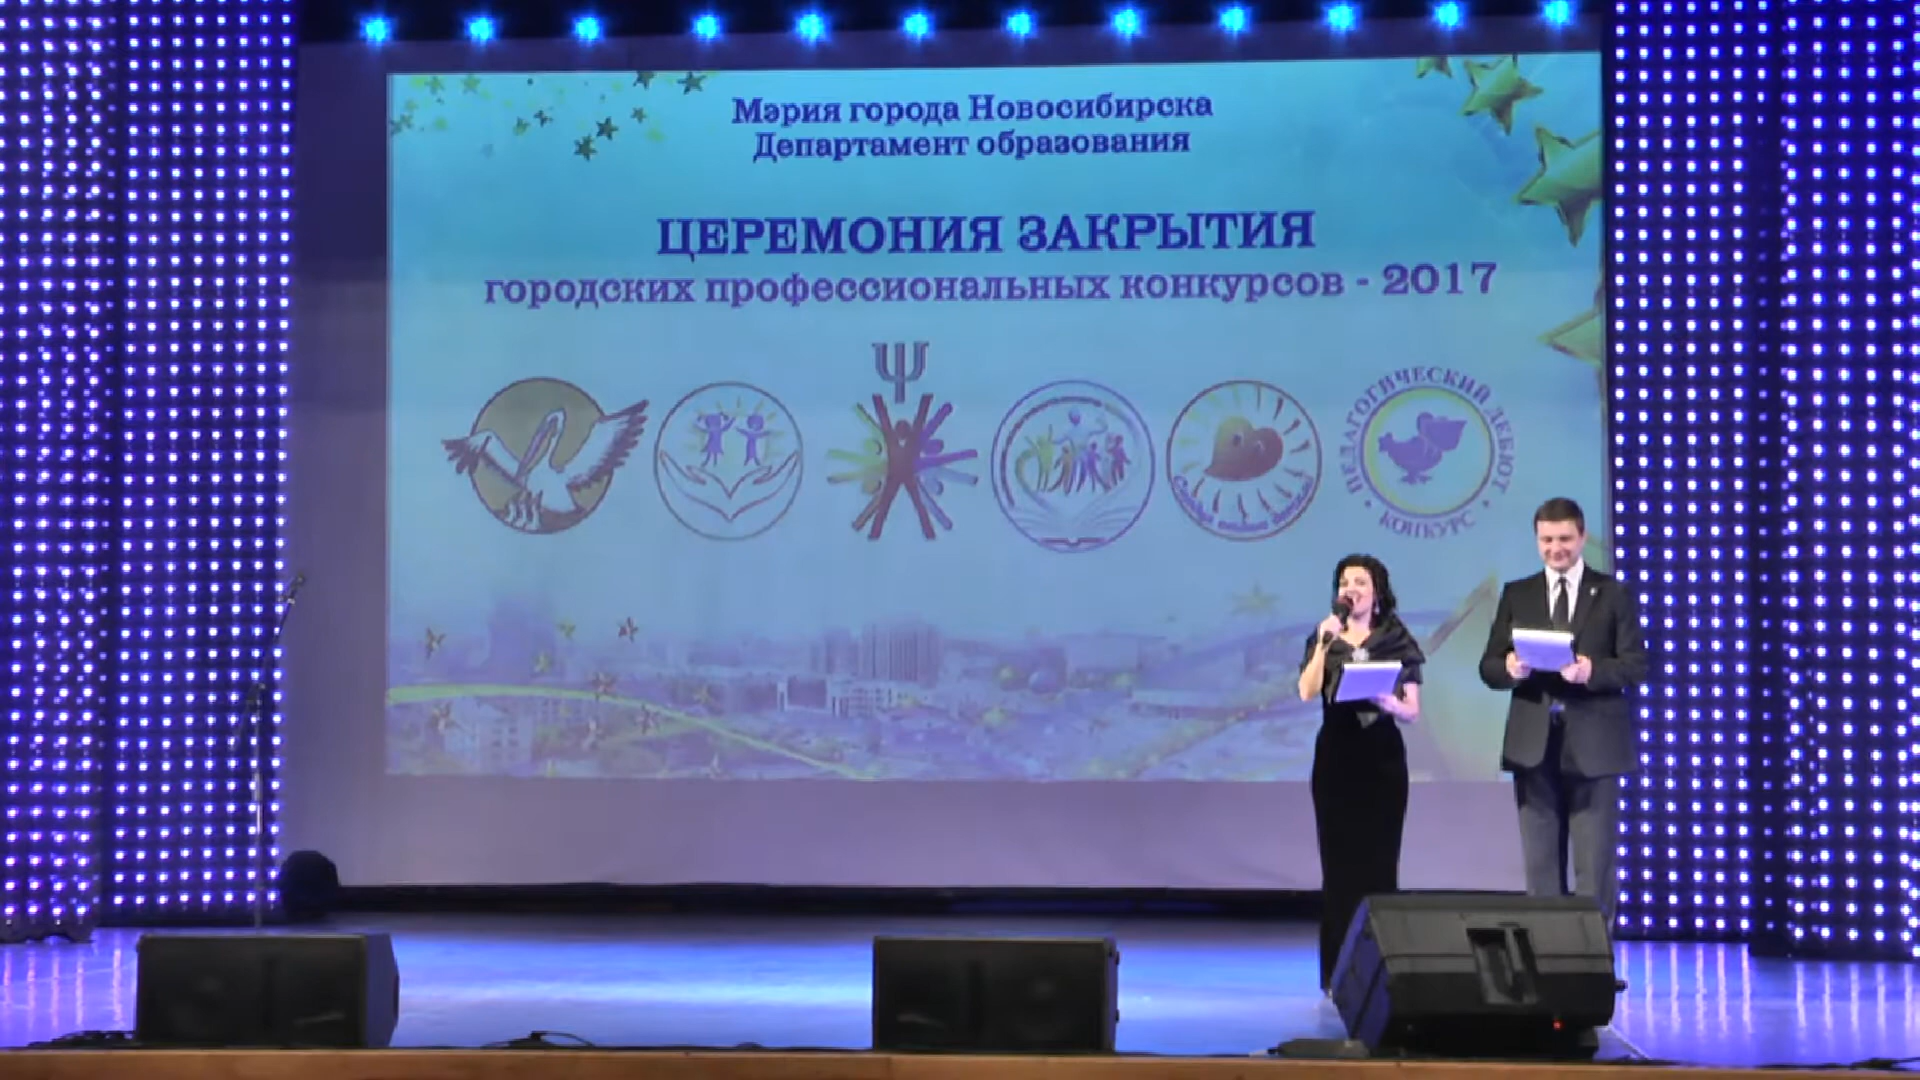 Мэрия города Новосибирска
Департамент образования
ЦЕРЕМОНИЯ ЗАКРЫТИЯ
городских профессиональных конкурсов - 2017
Ψ
ПЕДАГОГИЧЕСКИЙ ДЕБЮТ
• КОНКУРС •